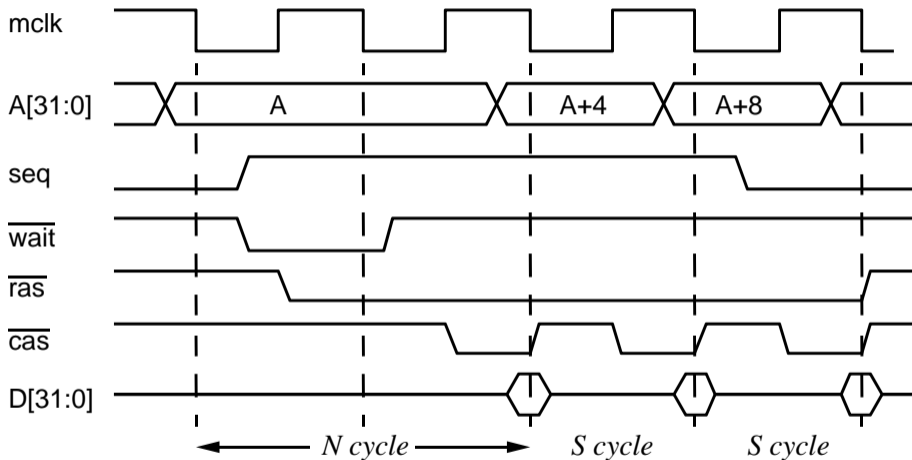 mclk
A[31:0] A A+4 A+8
seq
wait
ras
cas
D[31:0]
N cycle S cycle S cycle